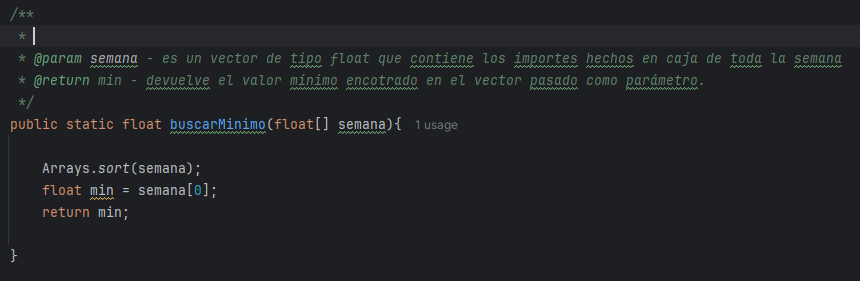 /**
 *
 * @param semana - es un vector de tipo float que contiene los importes hechos en caja de toda la semana
 * @return min - devuelve el valor mínimo encotrado en el vector pasado como parámetro.
 */
public static float buscarMinimo(float[] semana){ 1 usage
Arrays.sort(semana);
float min = semana[0];
return min;
}